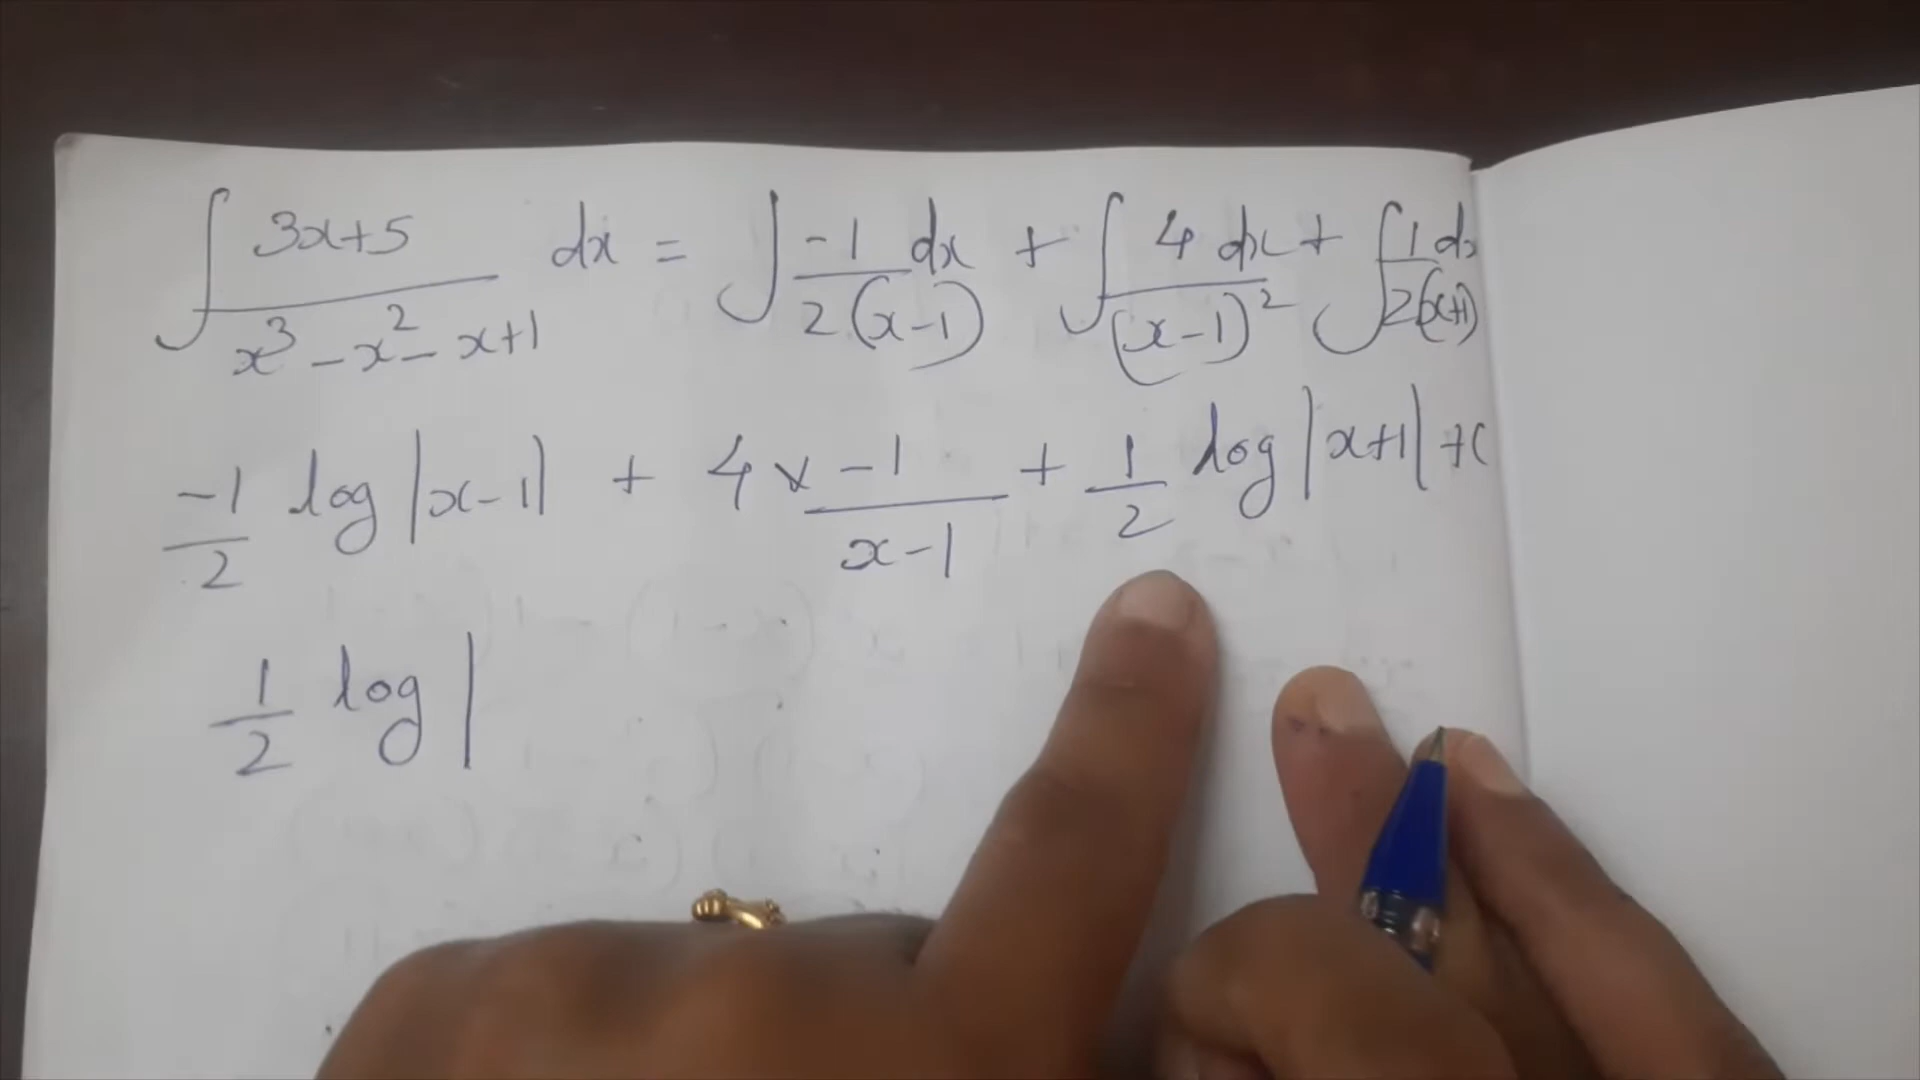 ∫ 3x+5 / x³ - x² - x+1 dx = ∫ -1 / 2(x-1) dx + ∫ 4 dx / (x-1)² + ∫ 1 dx / 2(x+1)
-1/2 log |x-1| + 4 x -1 / x-1 + 1/2 log |x+1| +C
1/2 log |